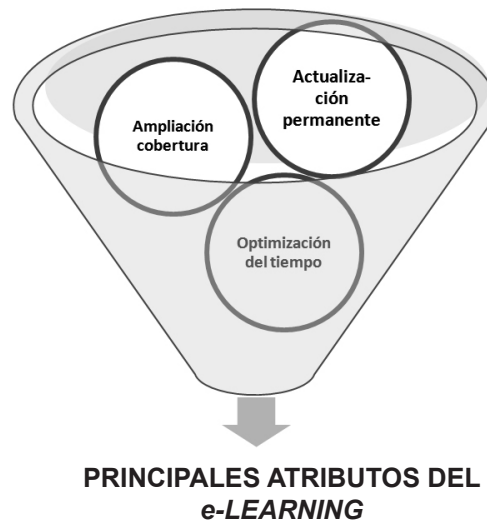 Actualiza-
ción
permanente
Ampliación
cobertura
Optimización
del tiempo
PRINCIPALES ATRIBUTOS DEL
e-LEARNING